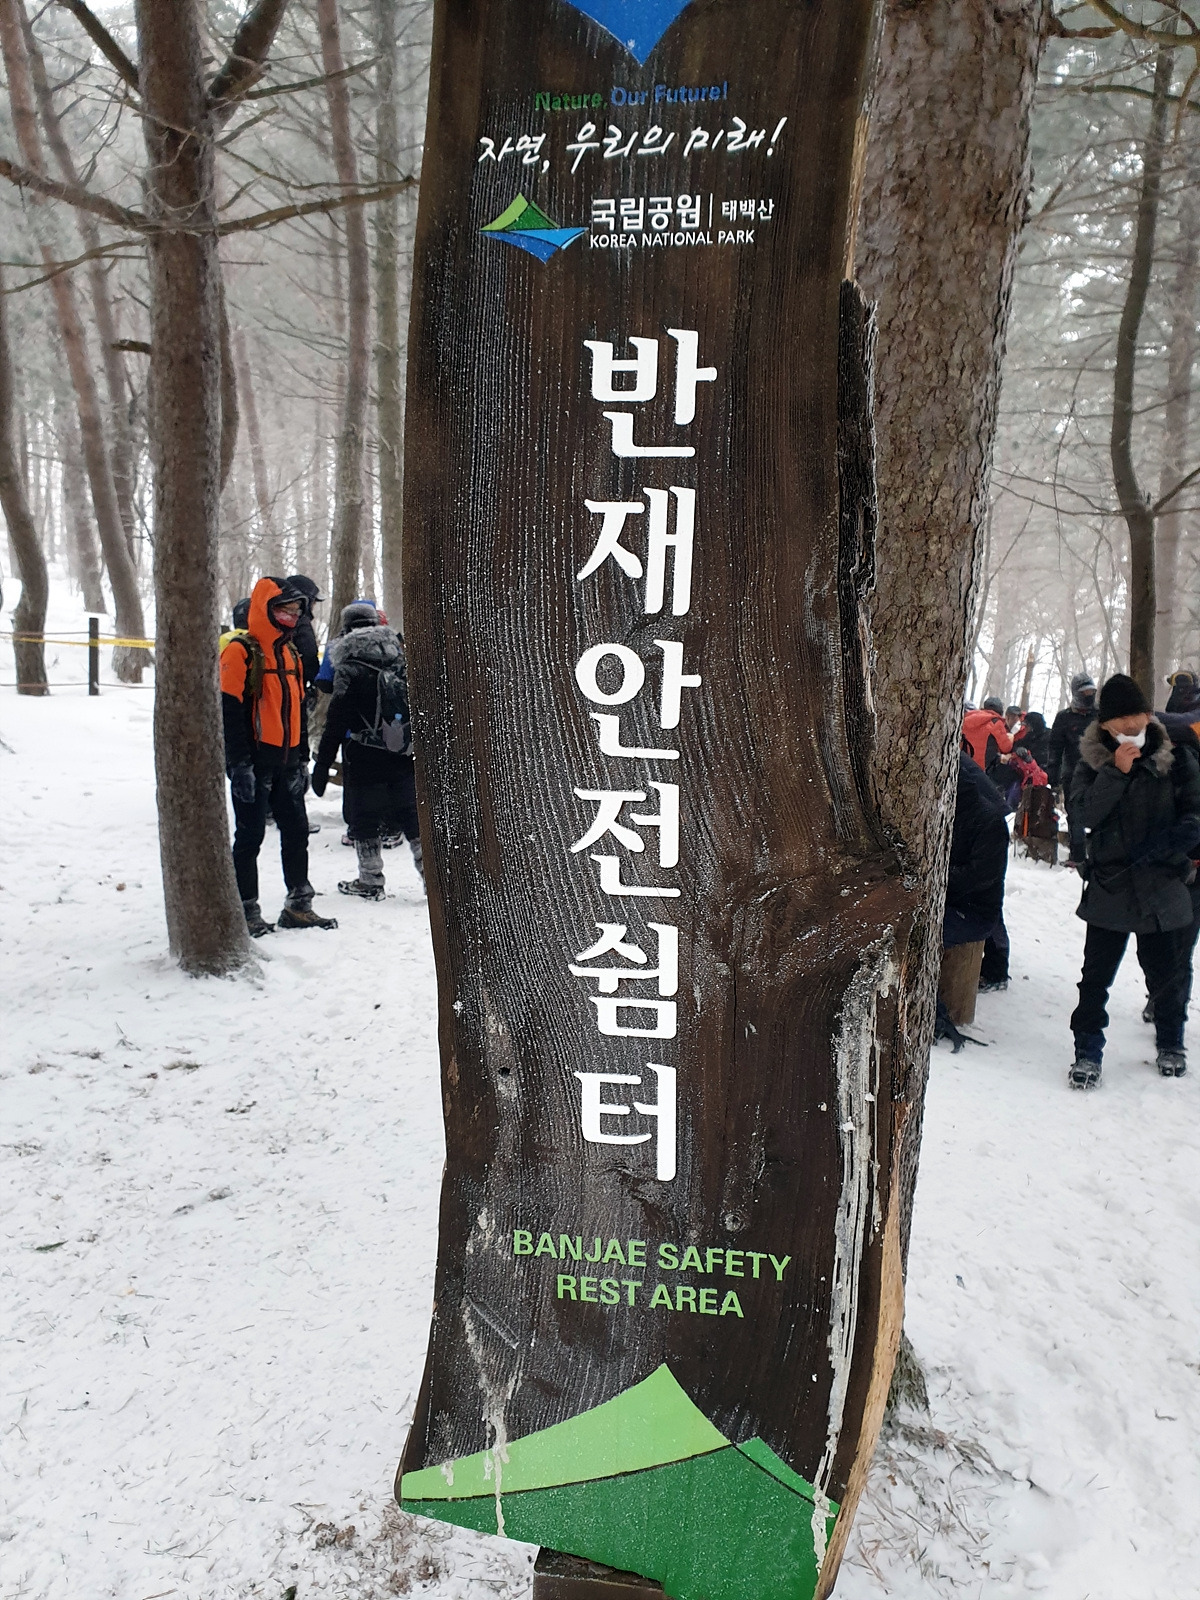 Nature, Our Future!
자연, 우리의 미래!
국립공원 | 태백산
KOREA NATIONAL PARK
반재안전쉼터
BANJAE SAFETY
REST AREA